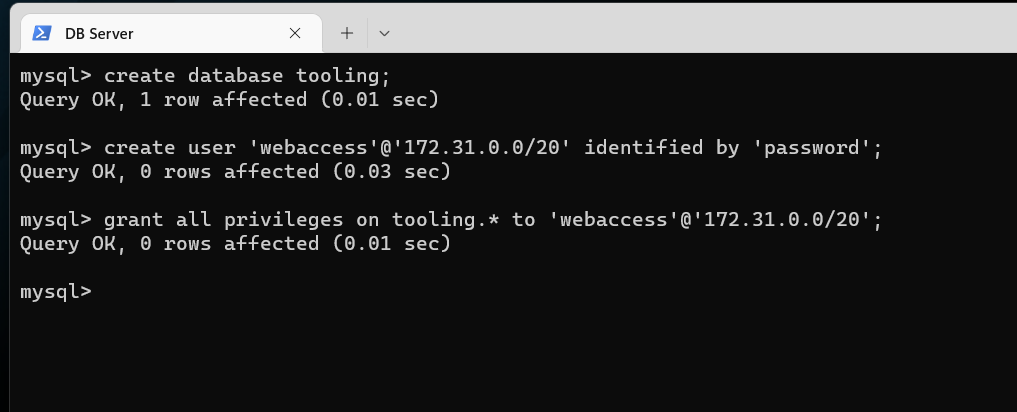 DB Server
mysql> create database tooling;
Query OK, 1 row affected (0.01 sec)
mysql> create user 'webaccess'@'172.31.0.0/20' identified by 'password';
Query OK, 0 rows affected (0.03 sec)
mysql> grant all privileges on tooling.* to 'webaccess'@'172.31.0.0/20';
Query OK, 0 rows affected (0.01 sec)
mysql>